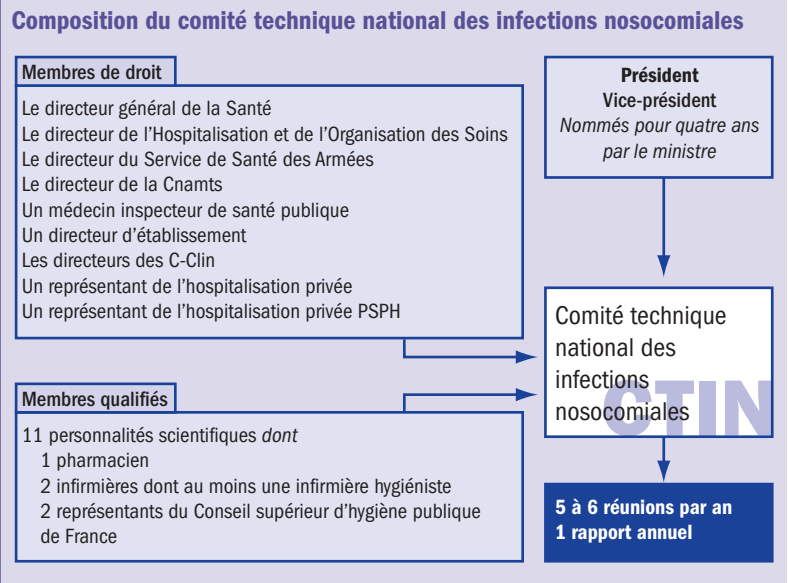 Composition du comité technique national des infections nosocomiales
Membres de droit
Le directeur général de la Santé
Le directeur de l'Hospitalisation et de l'Organisation des Soins
Le directeur du Service de Santé des Armées
Le directeur de la Cnamts
Un médecin inspecteur de santé publique
Un directeur d'établissement
Les directeurs des C-Clin
Un représentant de l'hospitalisation privée
Un représentant de l'hospitalisation privée PSPH
Membres qualifiés
11 personnalités scientifiques dont
1 pharmacien
2 infirmières dont au moins une infirmière hygiéniste
2 représentants du Conseil supérieur d'hygiène publique
de France
Président
Vice-président
Nommés pour quatre ans
par le ministre
Comité technique
national des
infections
nosocomiales
CTIN
5 à 6 réunions par an
1 rapport annuel